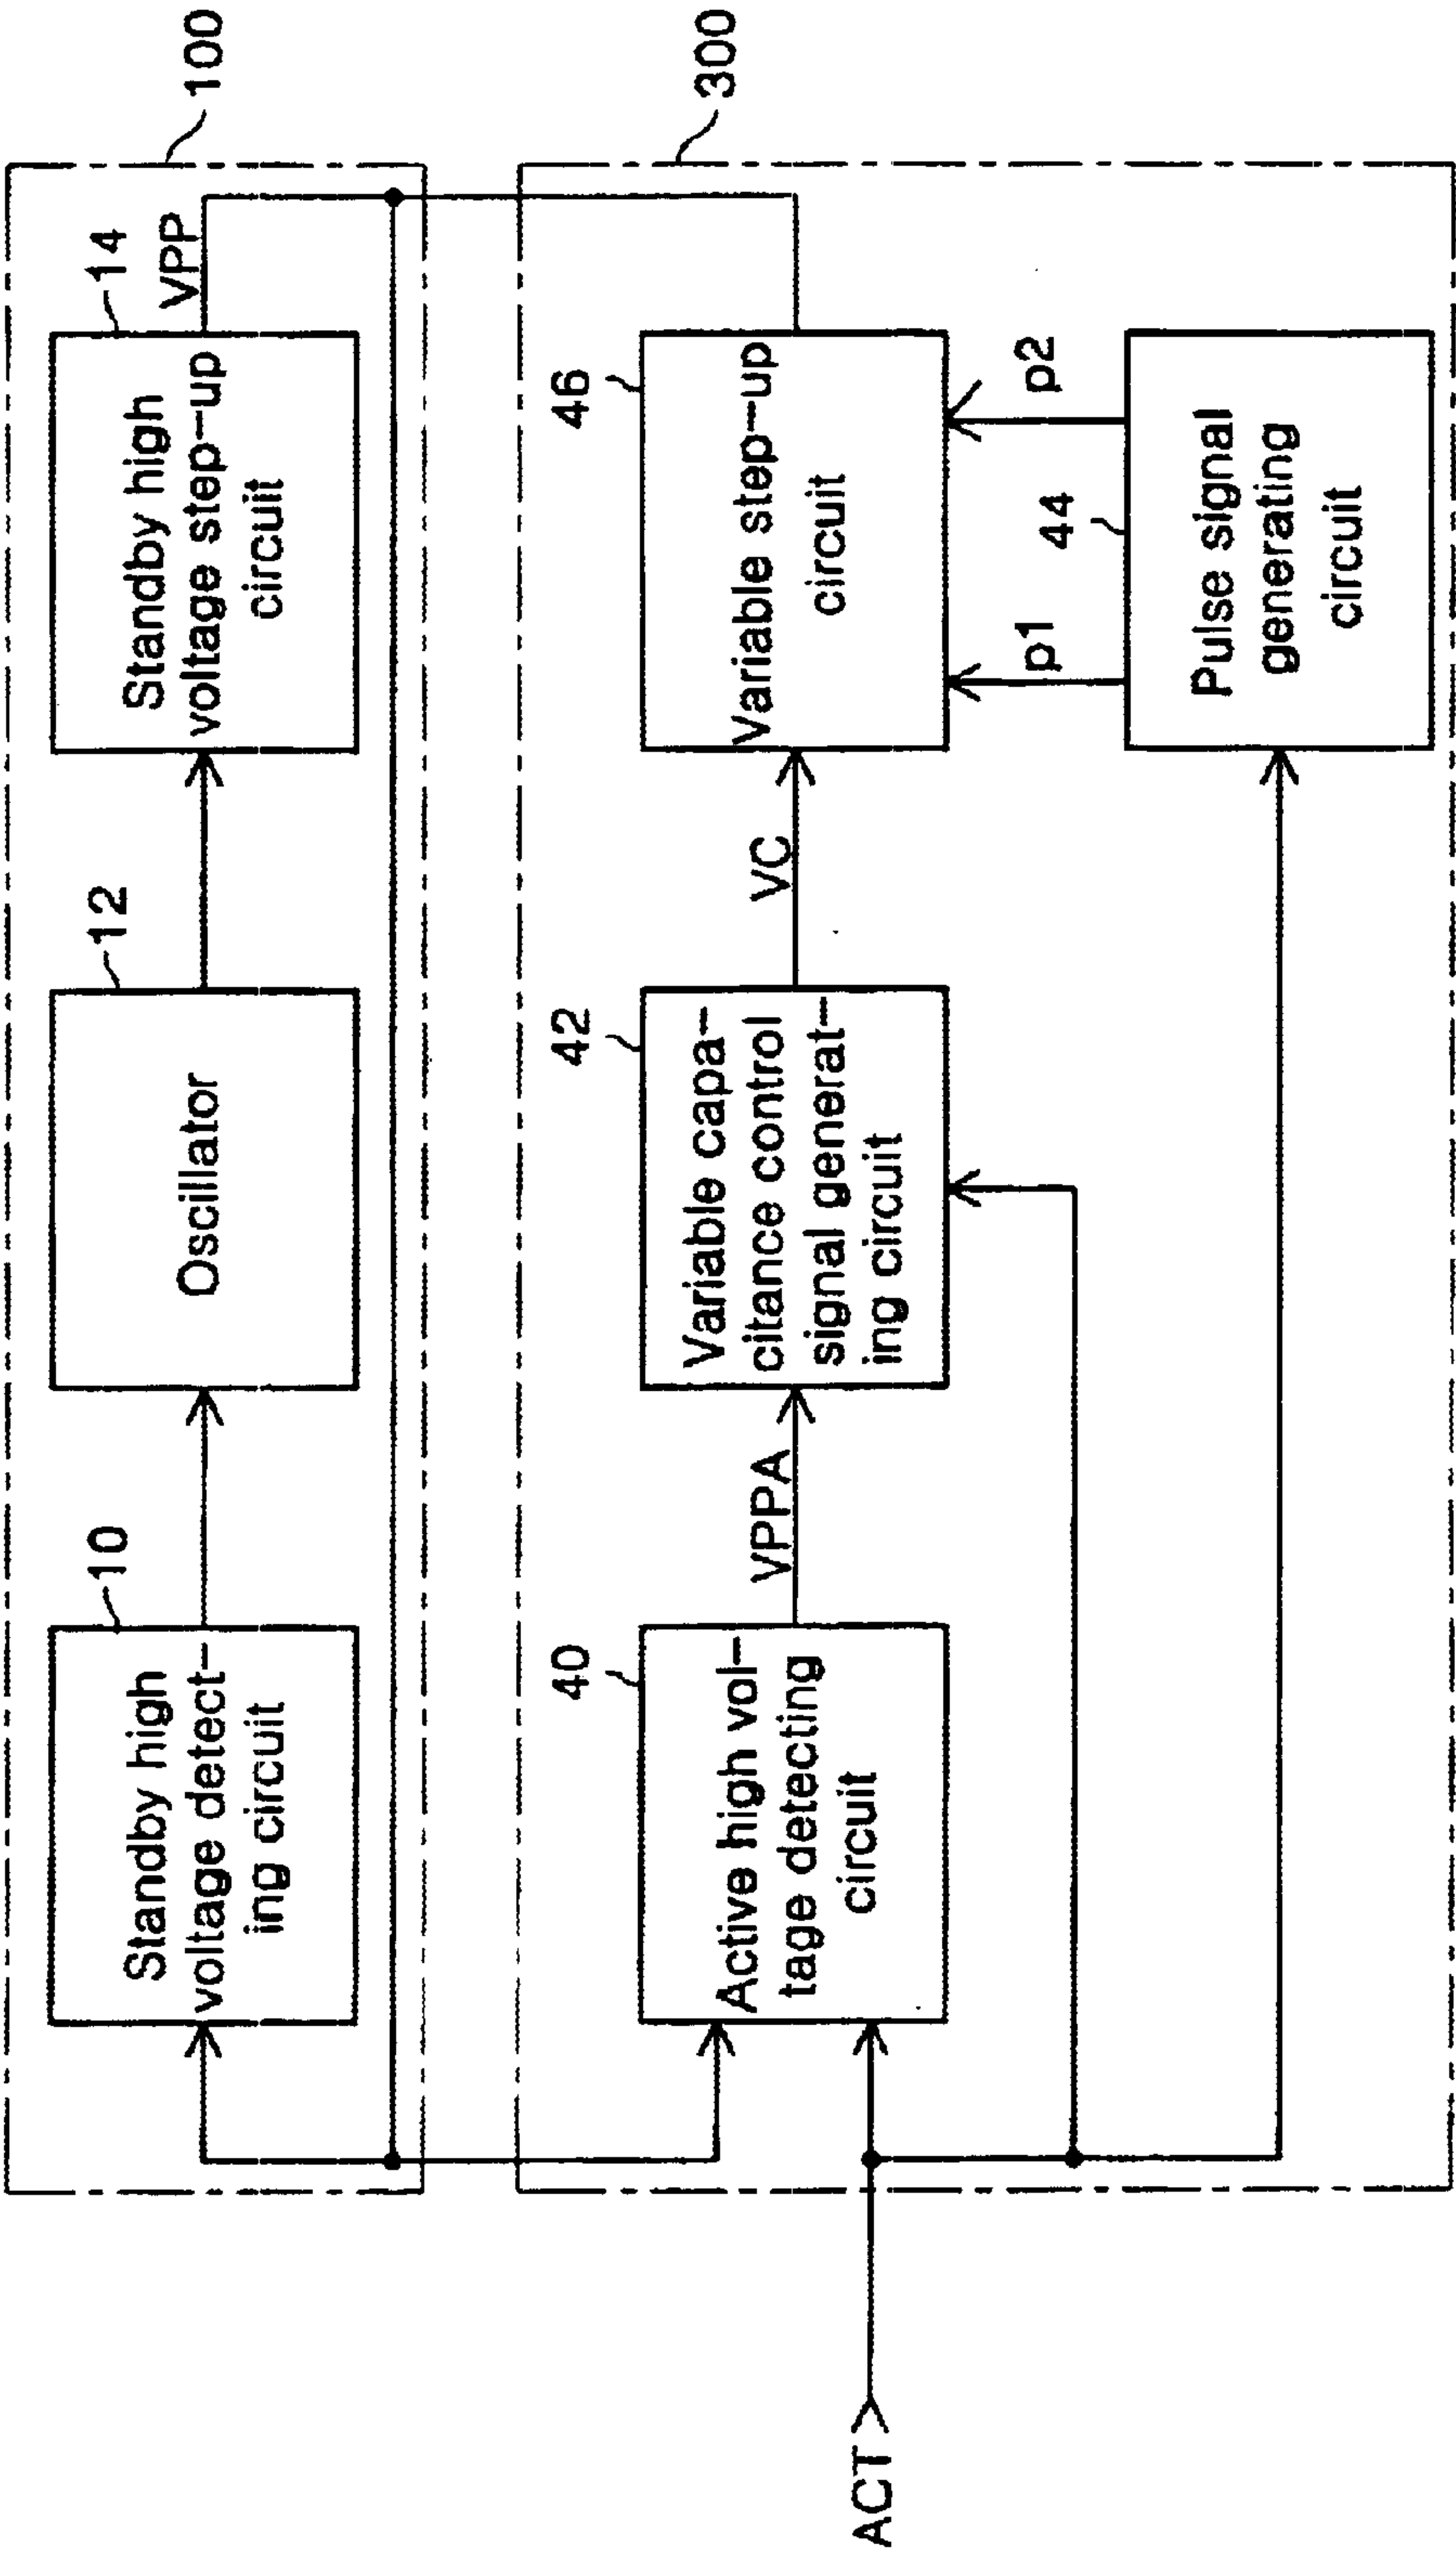 100
10
12
14
Standby high
voltage detect-
ing circuit
Oscillator
Standby high
voltage step-up
circuit
VPP
300
40
42
46
Active high vol-
tage detecting
circuit
VPPA
Variable capa-
citance control
signal generat-
ing circuit
VC
Variable step-up
circuit
ACT
p1
p2
44
Pulse signal
generating
circuit